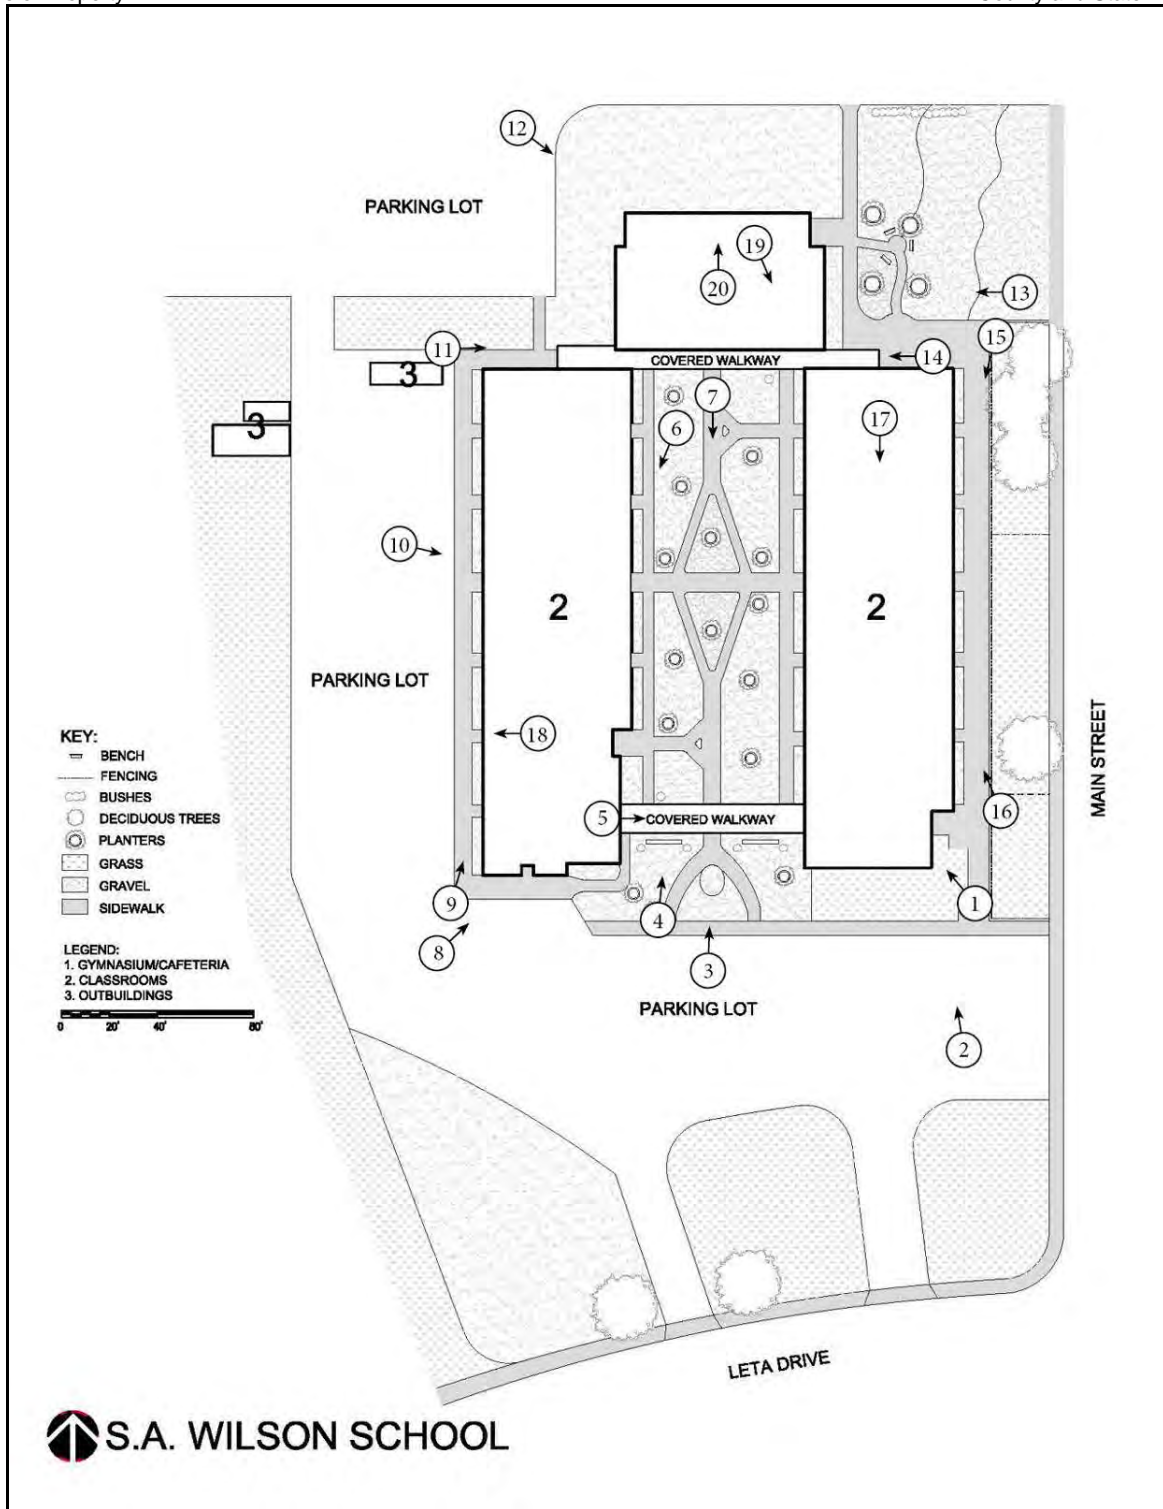 12
PARKING LOT
19
20
13
15
11
COVERED WALKWAY
14
3
7
3
6
17
10
2
2
PARKING LOT
18
MAIN STREET
KEY:
BENCH
FENCING
BUSHES
DECIDUOUS TREES
PLANTERS
GRASS
GRAVEL
SIDEWALK
5
COVERED WALKWAY
16
9
4
1
8
3
LEGEND:
1. GYMNASIUM/CAFETERIA
2. CLASSROOMS
3. OUTBUILDINGS
0 20' 40' 80'
PARKING LOT
2
LETA DRIVE
S.A. WILSON SCHOOL